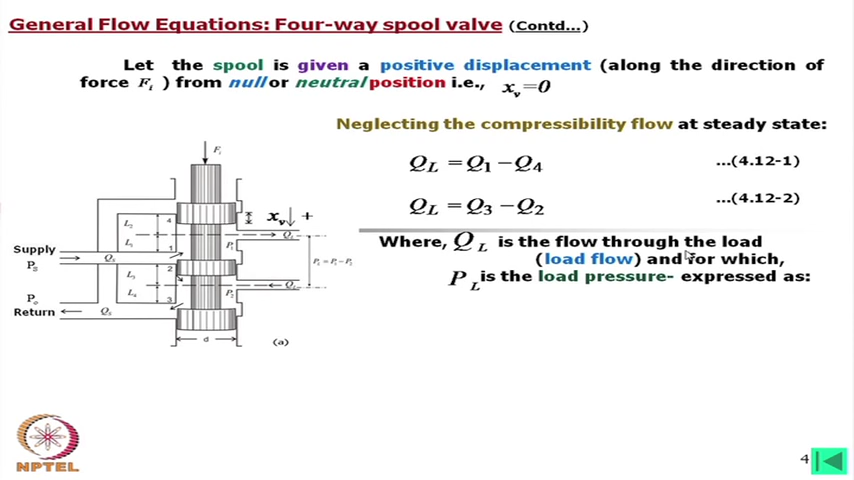 General Flow Equations: Four-way spool valve (Contd...)
Let the spool is given a positive displacement (along the direction of
force F_i ) from null or neutral position i.e., x_v=0
Neglecting the compressibility flow at steady state:
Q_L = Q_1 − Q_4 ...(4.12-1)
Q_L = Q_3 − Q_2 ...(4.12-2)
Where, Q_L is the flow through the load
(load flow) and for which,
P_L is the load pressure- expressed as:
F_i
x_v +
L_2
4
Q_L
L_1
1
P_1
Supply
P_S
Q_S
2
P_L = P_1 − P_2
L_3
Q_L
P_o
L_4
P_2
3
Return
Q_S
d
(a)
NPTEL
4